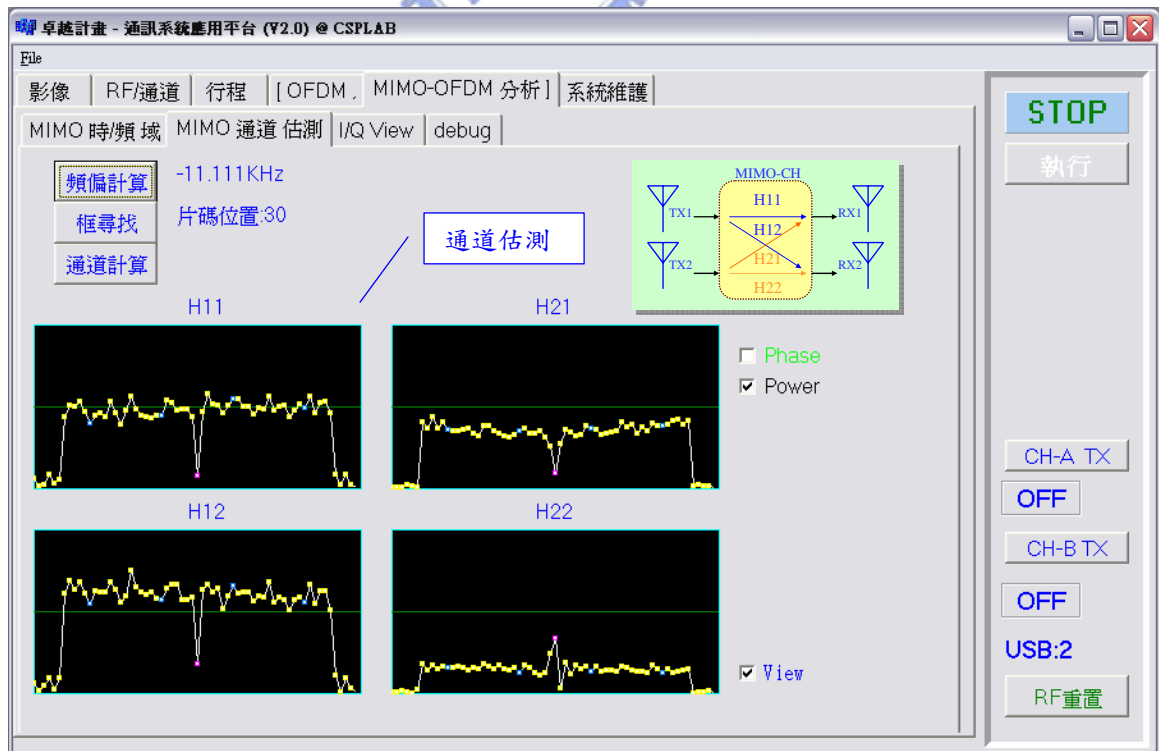 卓越計畫 - 通訊系統應用平台 (V2.0) @ CSPLAB
File
影像 RF/通道 行程 [ OFDM , MIMO-OFDM 分析 ] 系統維護
MIMO 時/頻 域 MIMO 通道 估測 I/Q View debug
頻偏計算 -11.111KHz
框尋找 片碼位置:30
通道計算
通道估測
MIMO-CH
H11
TX1 RX1
H12
TX2 H21 RX2
H22
H11 H21
Phase
Power
H12 H22
View
STOP
執行
CH-A TX
OFF
CH-B TX
OFF
USB:2
RF重置